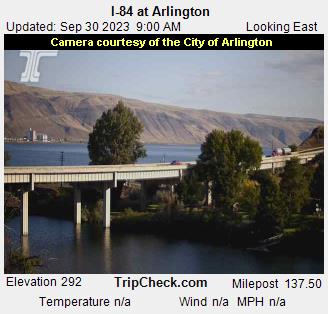 I-84 at Arlington
Updated: Sep 30 2023 9:00 AM Looking East
Camera courtesy of the City of Arlington
Elevation 292 TripCheck.com Milepost 137.50
Temperature n/a Wind n/a MPH n/a